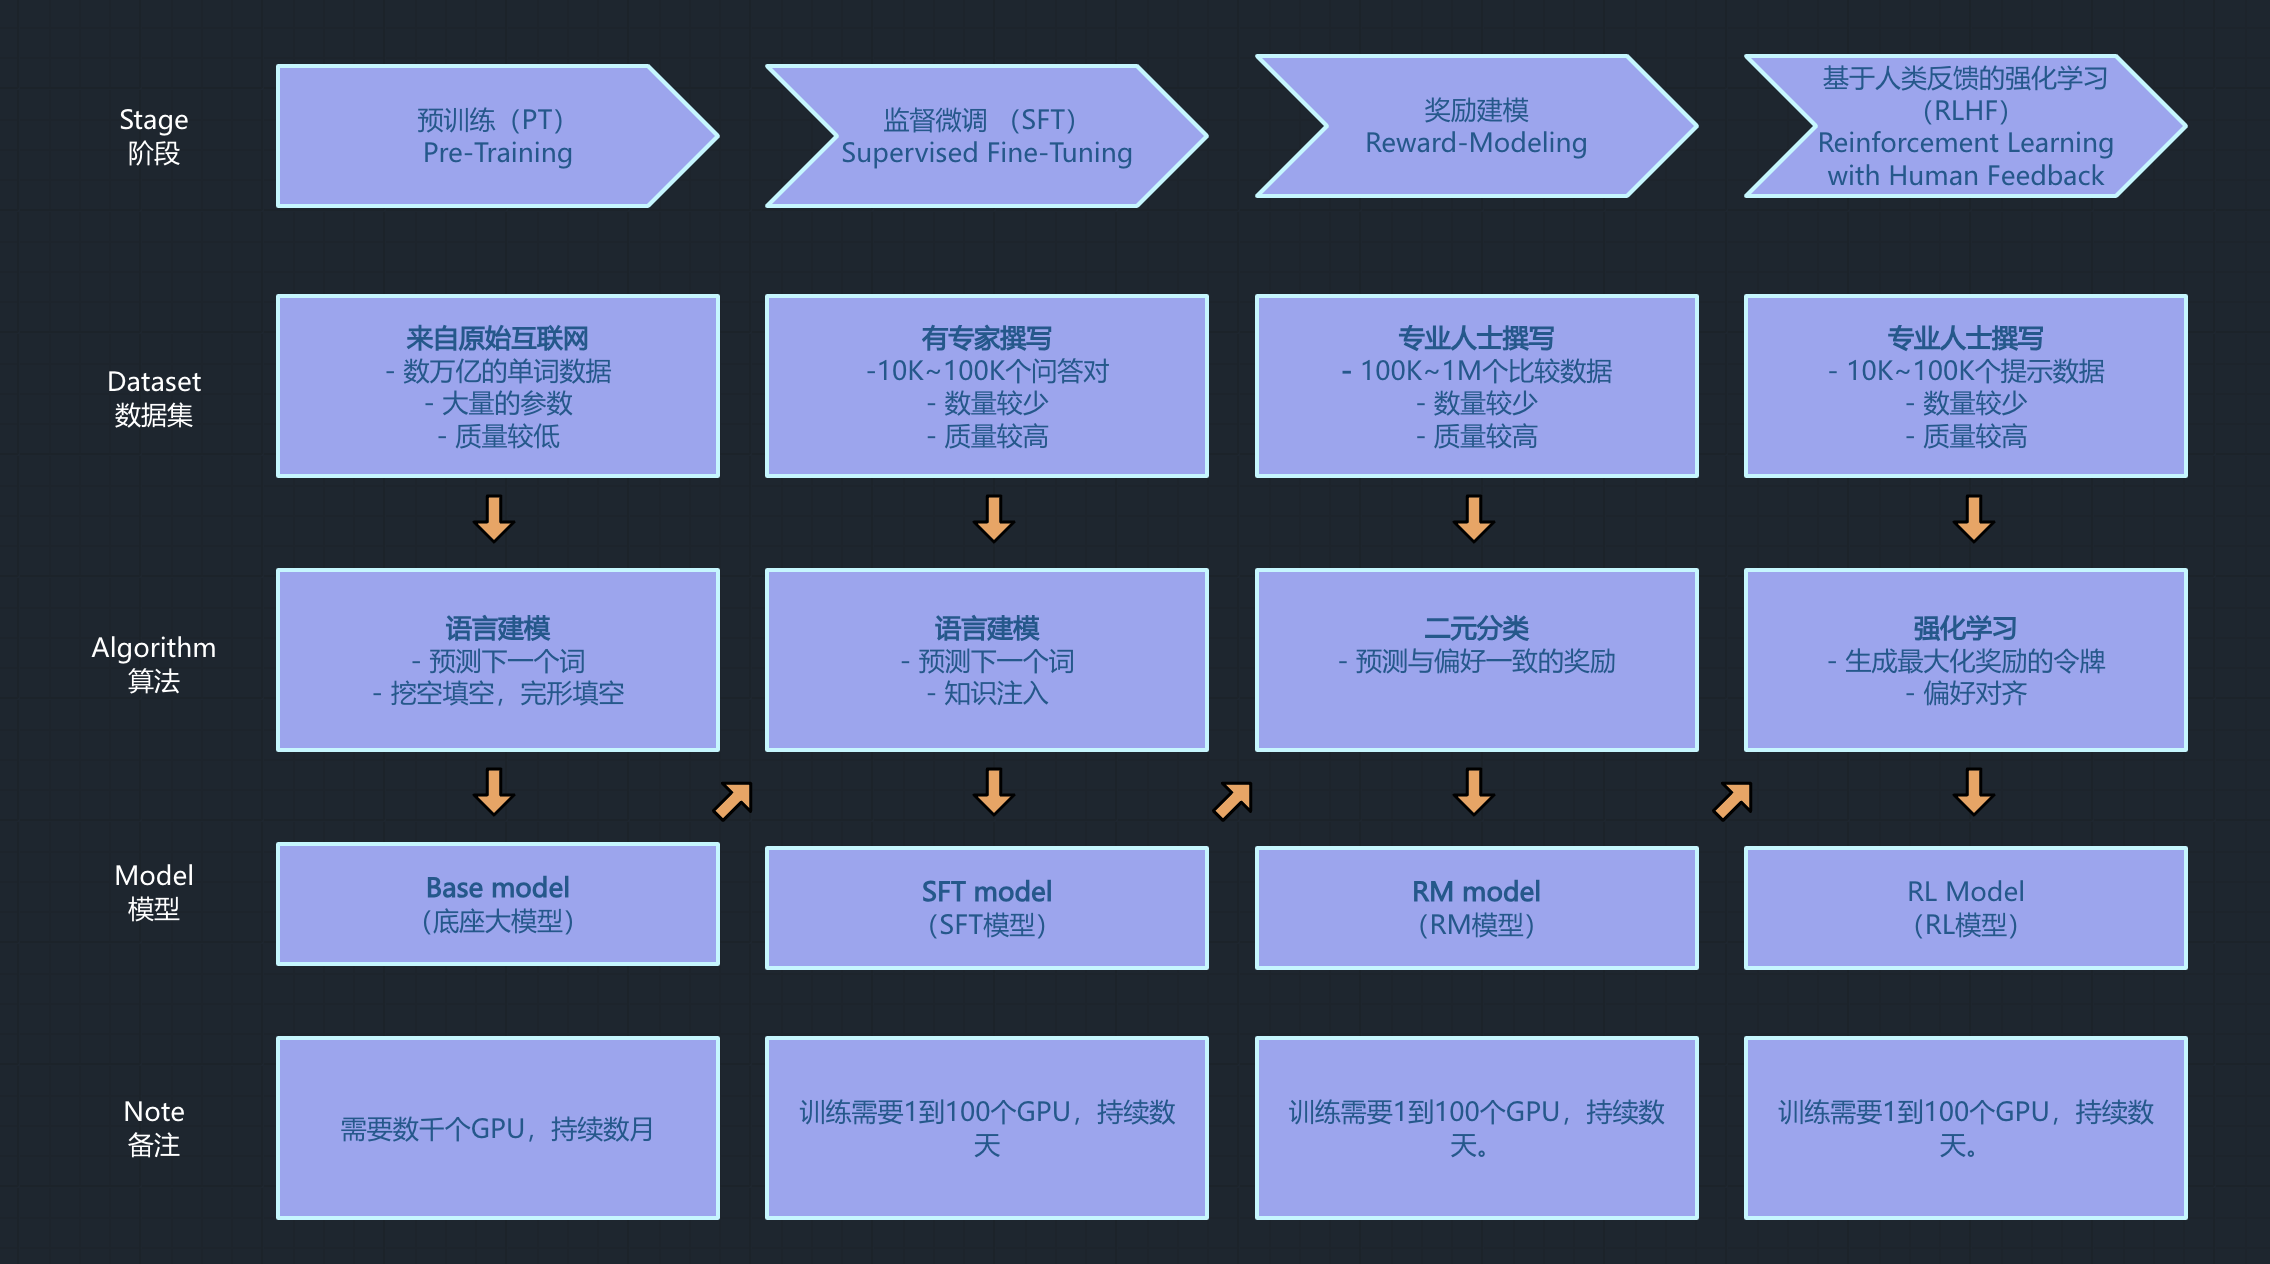 Stage
阶段
预训练（PT）
Pre-Training
监督微调 （SFT）
Supervised Fine-Tuning
奖励建模
Reward-Modeling
基于人类反馈的强化学习
（RLHF）
Reinforcement Learning
with Human Feedback
Dataset
数据集
来自原始互联网
- 数万亿的单词数据
- 大量的参数
- 质量较低
有专家撰写
-10K~100K个问答对
- 数量较少
- 质量较高
专业人士撰写
- 100K~1M个比较数据
- 数量较少
- 质量较高
专业人士撰写
- 10K~100K个提示数据
- 数量较少
- 质量较高
Algorithm
算法
语言建模
- 预测下一个词
- 挖空填空，完形填空
语言建模
- 预测下一个词
- 知识注入
二元分类
- 预测与偏好一致的奖励
强化学习
- 生成最大化奖励的令牌
- 偏好对齐
Model
模型
Base model
（底座大模型）
SFT model
（SFT模型）
RM model
（RM模型）
RL Model
（RL模型）
Note
备注
需要数千个GPU，持续数月
训练需要1到100个GPU，持续数
天
训练需要1到100个GPU，持续数
天。
训练需要1到100个GPU，持续数
天。